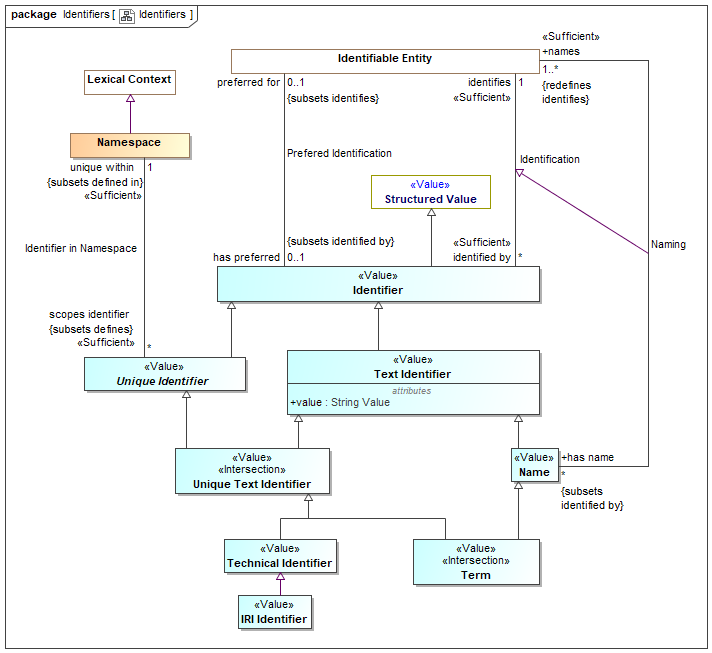 package Identifiers [ Identifiers ]
«Sufficient»
+names
Identifiable Entity
1..*
{redefines
identifies}
Lexical Context
preferred for
0..1
{subsets identifies}
identifies
1
«Sufficient»
Namespace
unique within
1
{subsets defined in}
«Sufficient»
Prefered Identification
Identification
«Value»
Structured Value
Identifier in Namespace
Naming
{subsets identified by}
has preferred
0..1
«Sufficient»
identified by
*
«Value»
Identifier
scopes identifier
{subsets defines}
«Sufficient»
*
«Value»
Unique Identifier
«Value»
Text Identifier
attributes
+value : String Value
«Value»
«Intersection»
Unique Text Identifier
«Value»
Name
+has name
*
{subsets
identified by}
«Value»
Technical Identifier
«Value»
«Intersection»
Term
«Value»
IRI Identifier